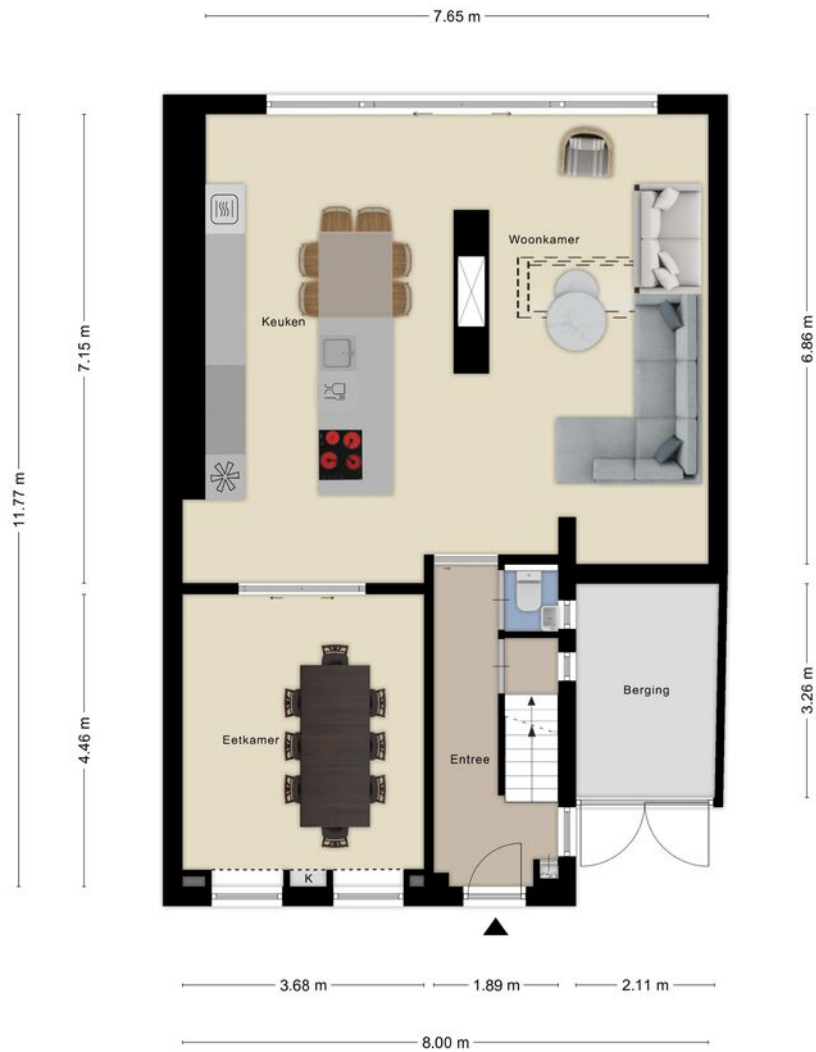 7.65 m
Woonkamer
Keuken
7.15 m
6.86 m
11.77 m
Berging
3.26 m
Eetkamer
4.46 m
Entree
K
3.68 m
1.89 m
2.11 m
8.00 m